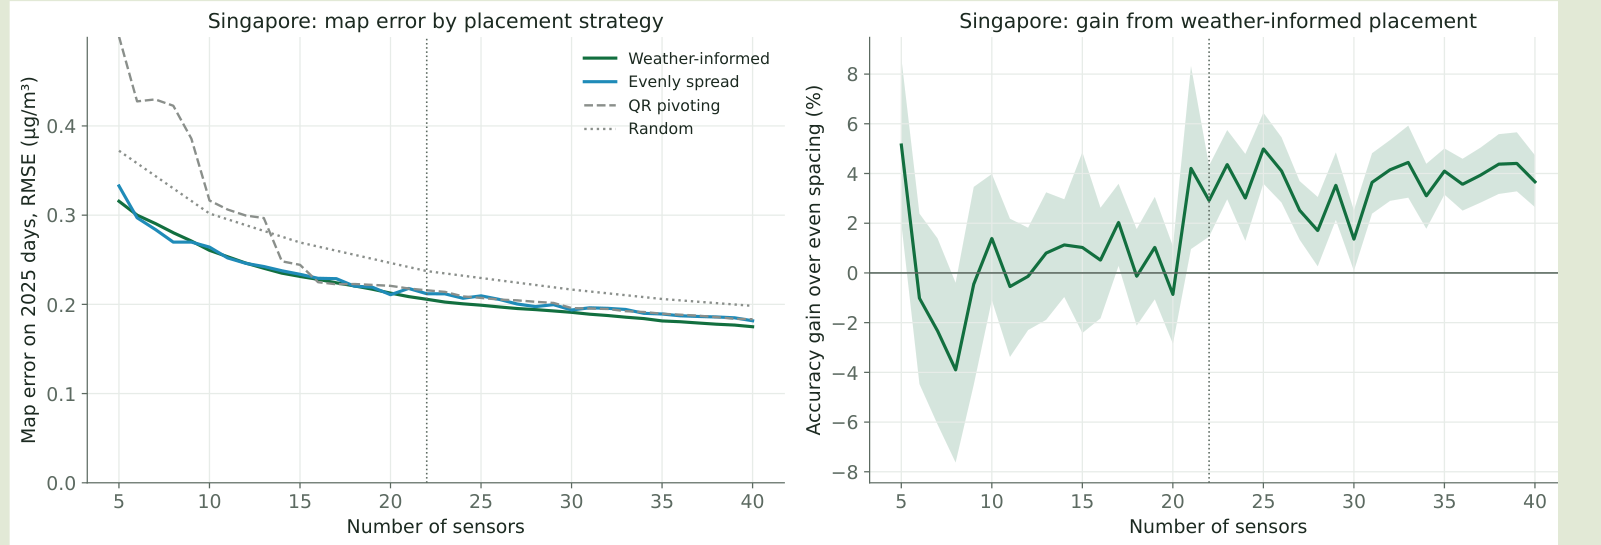 Singapore: map error by placement strategy
Map error on 2025 days, RMSE (µg/m³)
0.4
0.3
0.2
0.1
0.0
Weather-informed
Evenly spread
QR pivoting
Random
5 10 15 20 25 30 35 40
Number of sensors
Singapore: gain from weather-informed placement
Accuracy gain over even spacing (%)
8
6
4
2
0
−2
−4
−6
−8
5 10 15 20 25 30 35 40
Number of sensors